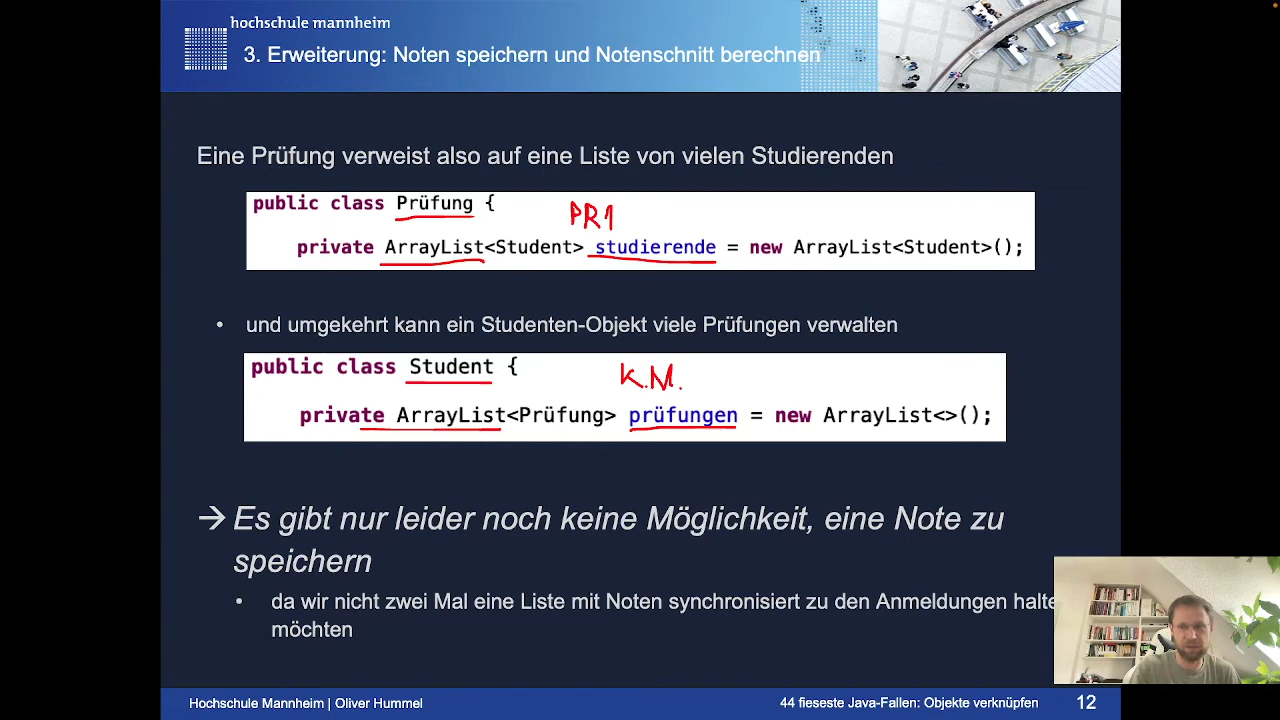 hochschule mannheim
3. Erweiterung: Noten speichern und Notenschnitt berechnen
Eine Prüfung verweist also auf eine Liste von vielen Studierenden
public class Prüfung {
PR1
private ArrayList<Student> studierende = new ArrayList<Student>();
• und umgekehrt kann ein Studenten-Objekt viele Prüfungen verwalten
public class Student {
K.M.
private ArrayList<Prüfung> prüfungen = new ArrayList<>();
→ Es gibt nur leider noch keine Möglichkeit, eine Note zu
speichern
• da wir nicht zwei Mal eine Liste mit Noten synchronisiert zu den Anmeldungen halte
möchten
Hochschule Mannheim | Oliver Hummel
44 fieseste Java-Fallen: Objekte verknüpfen
12